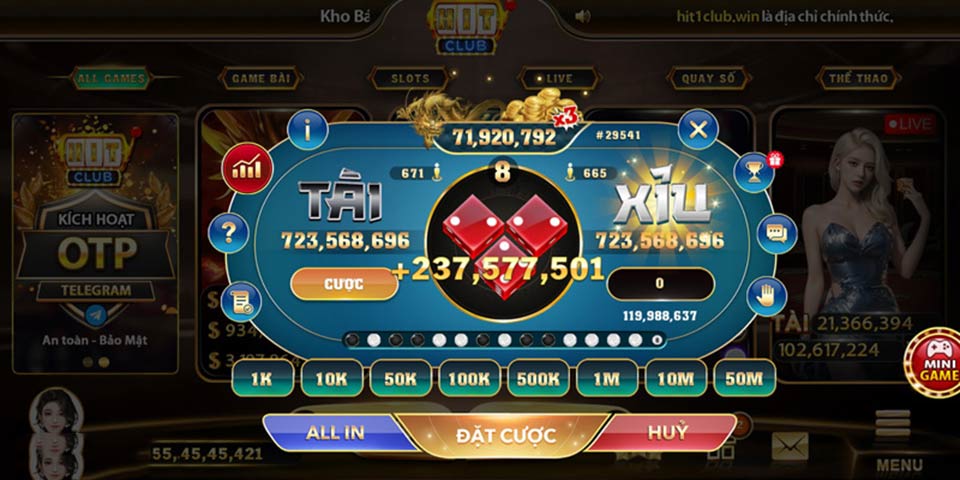 Kho Bá
HIT
CLUB
hit1club,win là địa chỉ chính thức,
ALL GAMES
GAME BÀI
SLOTS
LIVE
QUAY SỐ
THỂ THAO
HIT
CLUB
KÍCH HOẠT
OTP
TELEGRAM
An toàn - Bảo Mật
71,920,792
x3
#29541
671
8
665
TÀI
XỈU
723,568,696
723,568,696
+237,577,501
CƯỢC
0
119,988,637
LIVE
TÀI 21,366,394
102,617,224
$ 934
1K
10K
50K
100K
500K
1M
10M
50M
MINI
GAME
ALL IN
ĐẶT CƯỢC
HUỶ
55,.45,45,421
MENU